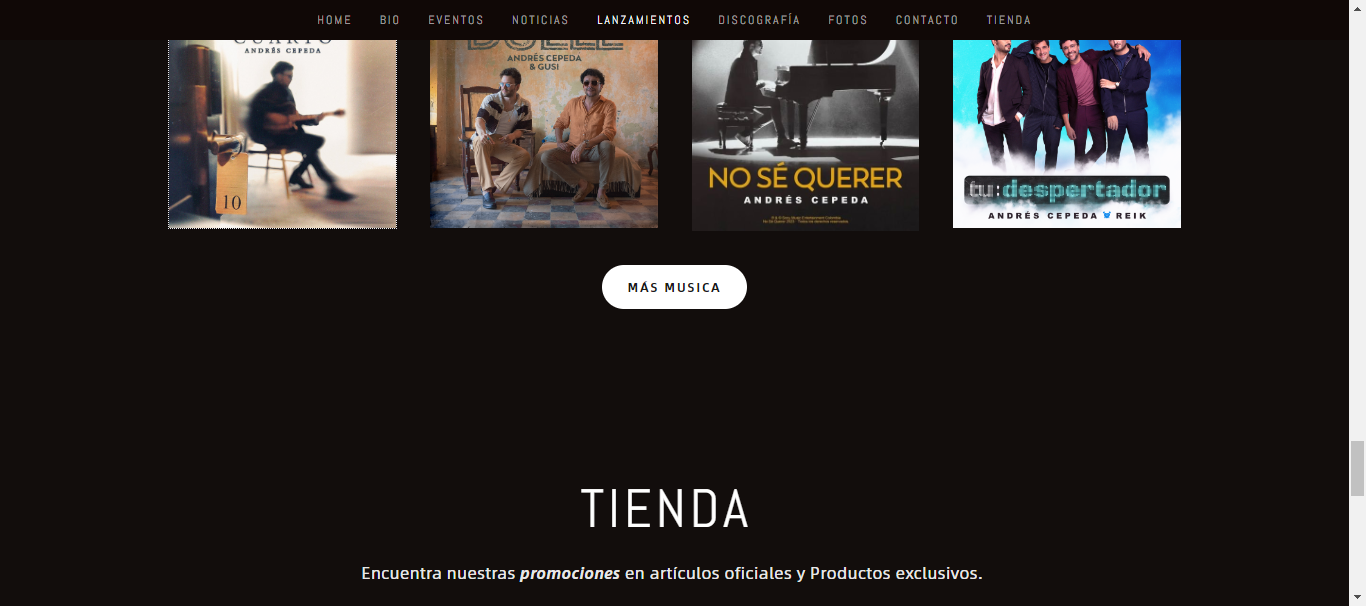 HOME BIO EVENTOS NOTICIAS LANZAMIENTOS DISCOGRAFÍA FOTOS CONTACTO TIENDA
CUARTO
ANDRÉS CEPEDA
10
ANDRÉS CEPEDA
& GUSI
NO SÉ QUERER
ANDRÉS CEPEDA
tu:despertador
ANDRÉS CEPEDA REIK
MÁS MUSICA
TIENDA
Encuentra nuestras promociones en artículos oficiales y Productos exclusivos.